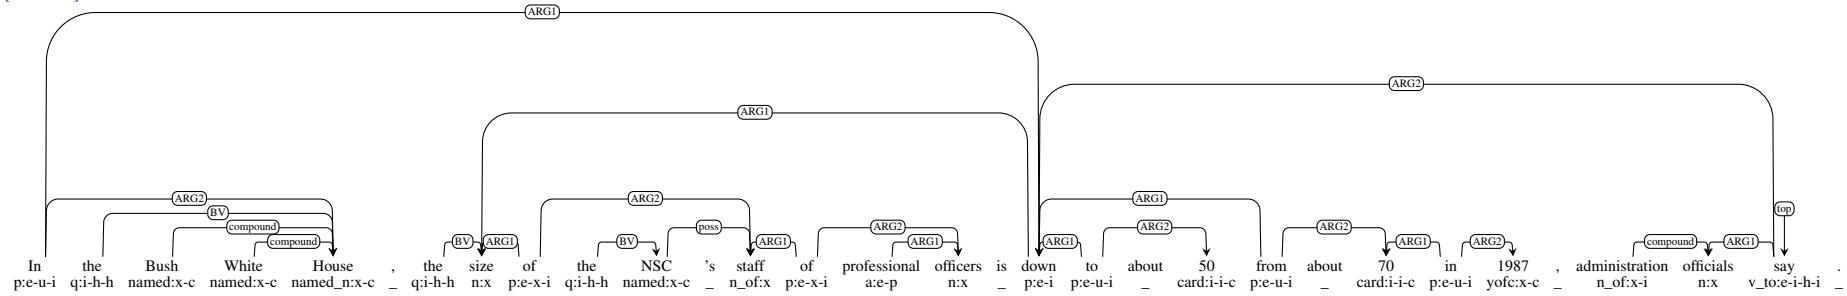 ARG1
ARG2
ARG1
ARG2 ARG2 ARG1 top
BV
compound poss ARG2 ARG2
compound BV ARG1 BV ARG1 ARG1 ARG1 ARG1 ARG2 compound ARG1
In the Bush White House , the size of the NSC 's staff of professional officers is down to about 50 from about 70 in 1987 , administration officials say .
p:e-u-i q:i-h-h named:x-c named:x-c named_n:x-c _ q:i-h-h n:x p:e-x-i q:i-h-h named:x-c _ n_of:x p:e-x-i a:e-p n:x _ p:e-i p:e-u-i _ card:i-i-c p:e-u-i _ card:i-i-c p:e-u-i yofc:x-c _ n_of:x-i n:x v_to:e-i-h-i _